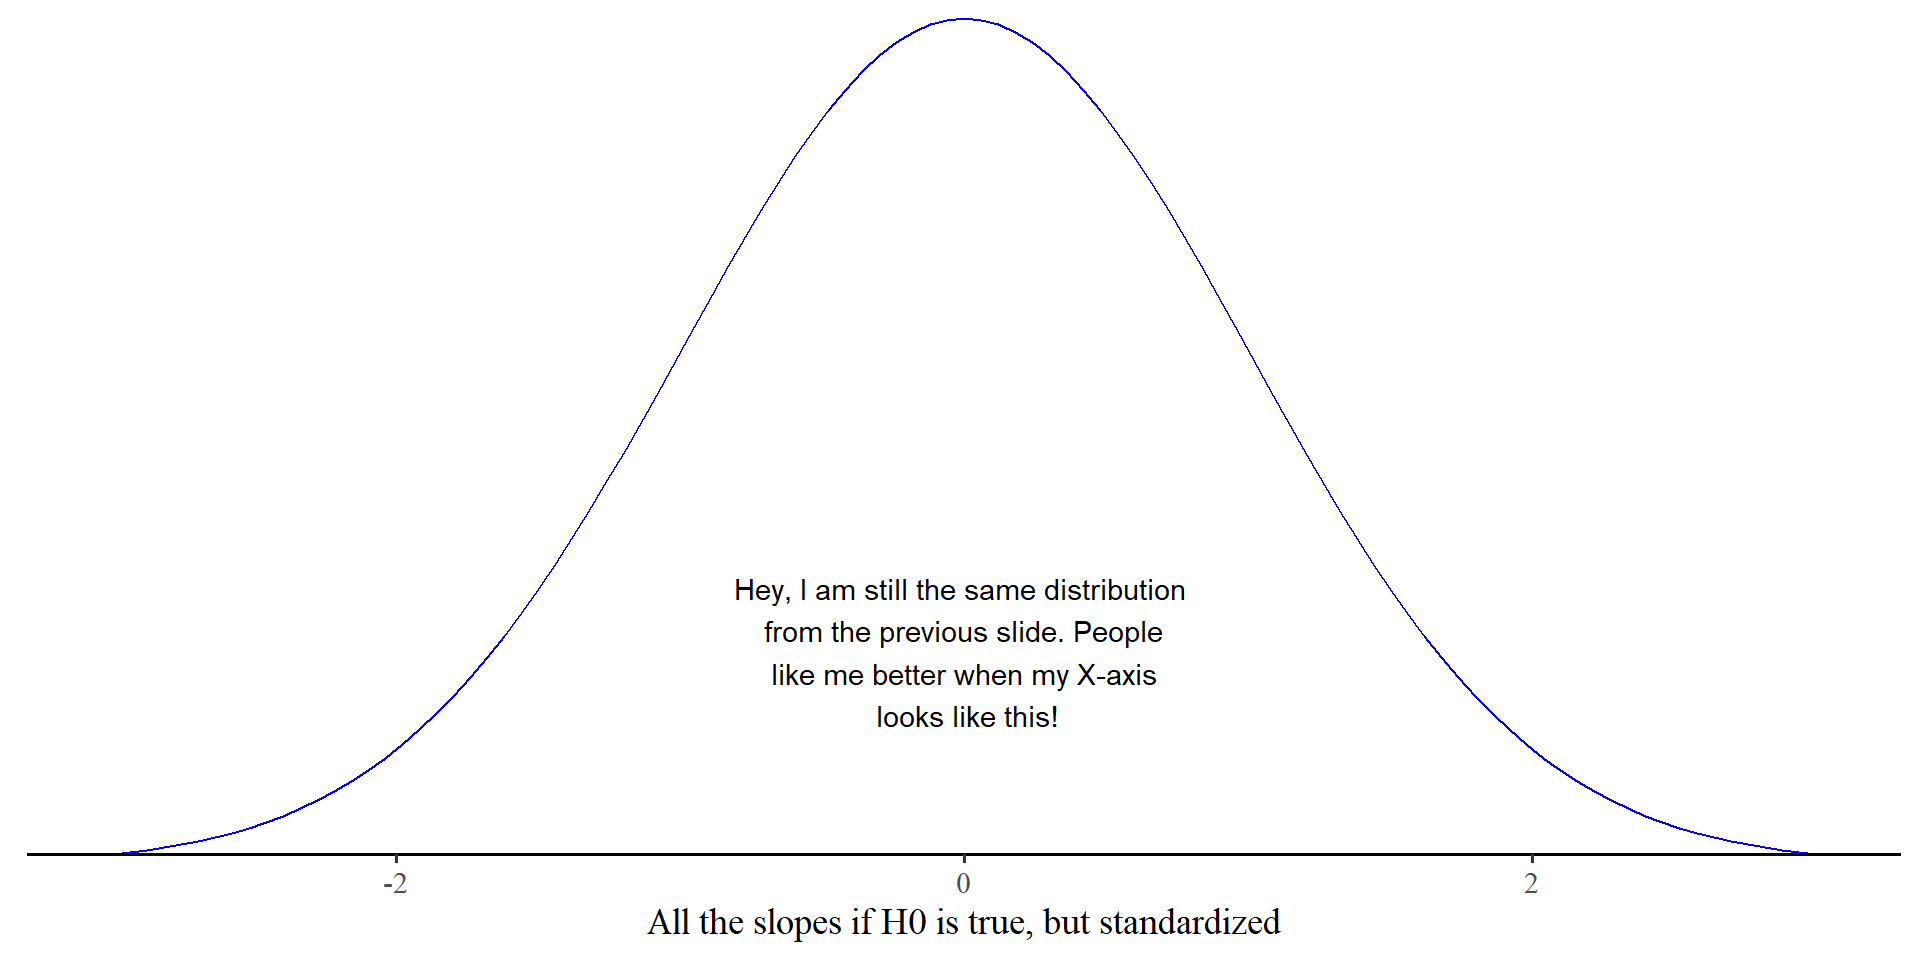 Hey, I am still the same distribution
from the previous slide. People
like me better when my X-axis
looks like this!
-2
0
2
All the slopes if H0 is true, but standardized